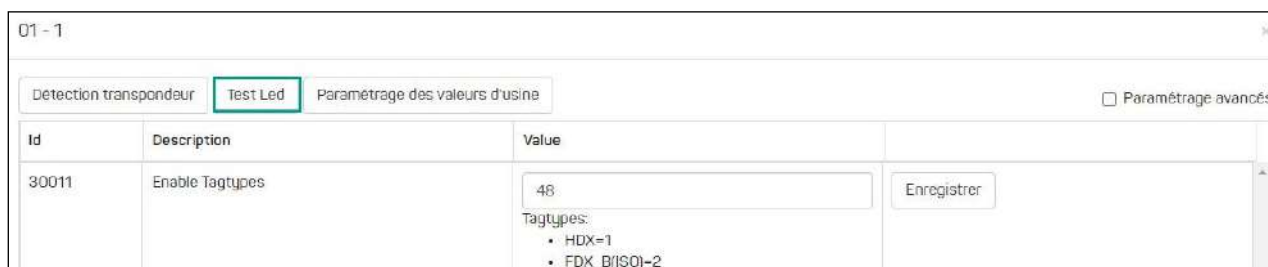 01 - 1
×
Détection transpondeur Test Led Paramétrage des valeurs d'usine
Paramétrage avancés
Id Description Value
30011 Enable Tagtypes 48 Enregistrer
Tagtypes:
• HDX=1
• FDX_B(ISO)=2